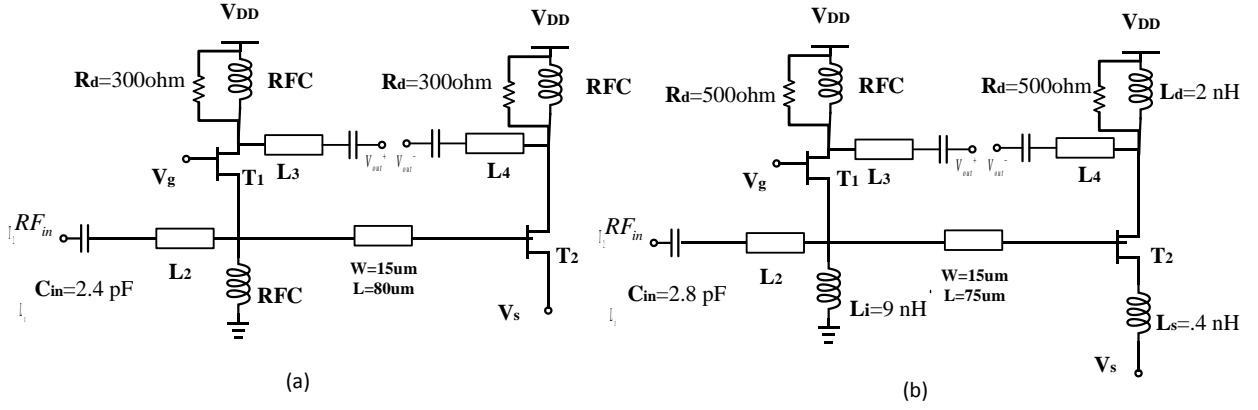 VDD
VDD
Rd=300ohm
RFC
Rd=300ohm
RFC
Vout+
Vout-
L3
L4
Vg
T1
RFin
L2
W=15um
L=80um
T2
Cin=2.4 pF
RFC
Vs
(a)
VDD
VDD
Rd=500ohm
RFC
Rd=500ohm
Ld=2 nH
Vout+
Vout-
L3
L4
Vg
T1
RFin
L2
W=15um
L=75um
T2
Cin=2.8 pF
Li=9 nH
Ls=.4 nH
Vs
(b)